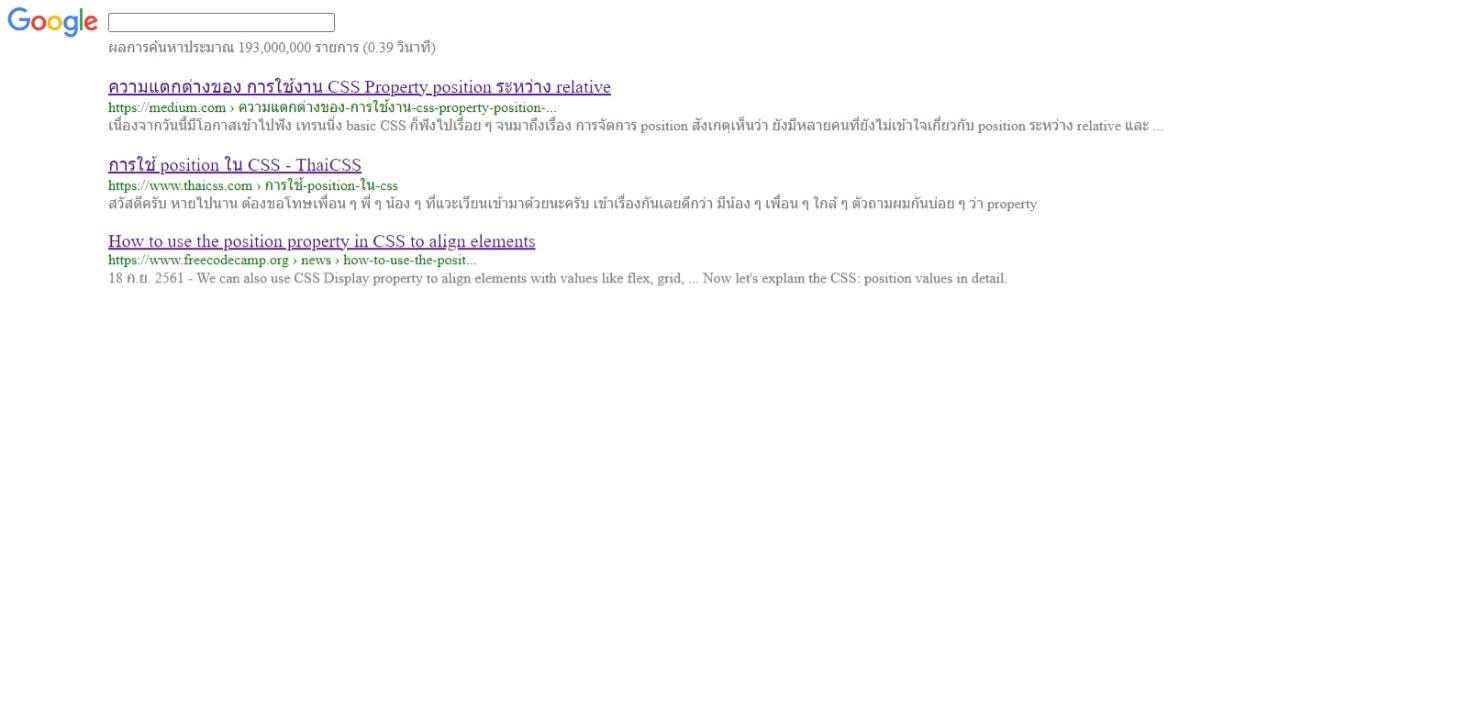 Google
ผลการค้นหาประมาณ 193,000,000 รายการ (0.39 วินาที)
ความแตกต่างของ การใช้งาน CSS Property position ระหว่าง relative
https://medium.com › ความแตกต่างของ-การใช้งาน-css-property-position-...
เนื่องจากวันนี้มีโอกาสเข้าไปฟัง เทรนนิ่ง basic CSS ก็ฟังไปเรื่อย ๆ จนมาถึงเรื่อง การจัดการ position สังเกตุเห็นว่า ยังมีหลายคนที่ยังไม่เข้าใจเกี่ยวกับ position ระหว่าง relative และ ...
การใช้ position ใน CSS - ThaiCSS
https://www.thaicss.com › การใช้-position-ใน-css
สวัสดีครับ หายไปนาน ต้องขอโทษเพื่อน ๆ พี่ ๆ น้อง ๆ ที่แวะเวียนเข้ามาด้วยนะครับ เข้าเรื่องกันเลยดีกว่า มีน้อง ๆ เพื่อน ๆ ใกล้ ๆ ตัวถามผมกันบ่อย ๆ ว่า property
How to use the position property in CSS to align elements
https://www.freecodecamp.org › news › how-to-use-the-posit...
18 ก.ย. 2561 - We can also use CSS Display property to align elements with values like flex, grid, ... Now let's explain the CSS: position values in detail.